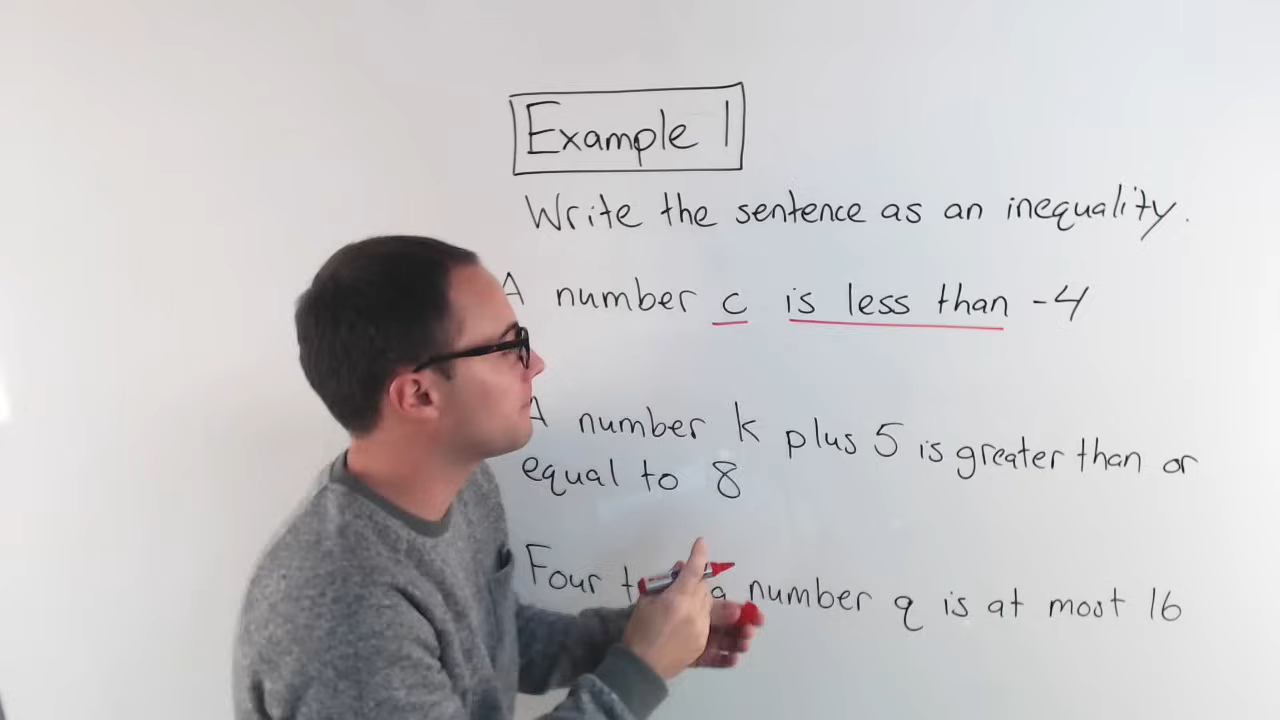 Example 1
Write the sentence as an inequality.
A number c is less than -4
A number k plus 5 is greater than or
equal to 8
Four number q is at most 16